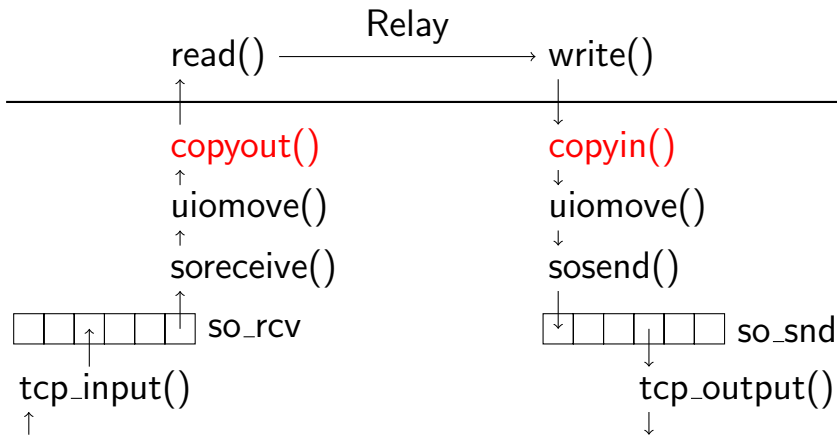 Relay
read() write()
copyout() copyin()
uiomove() uiomove()
soreceive() sosend()
so_rcv so_snd
tcp_input() tcp_output()